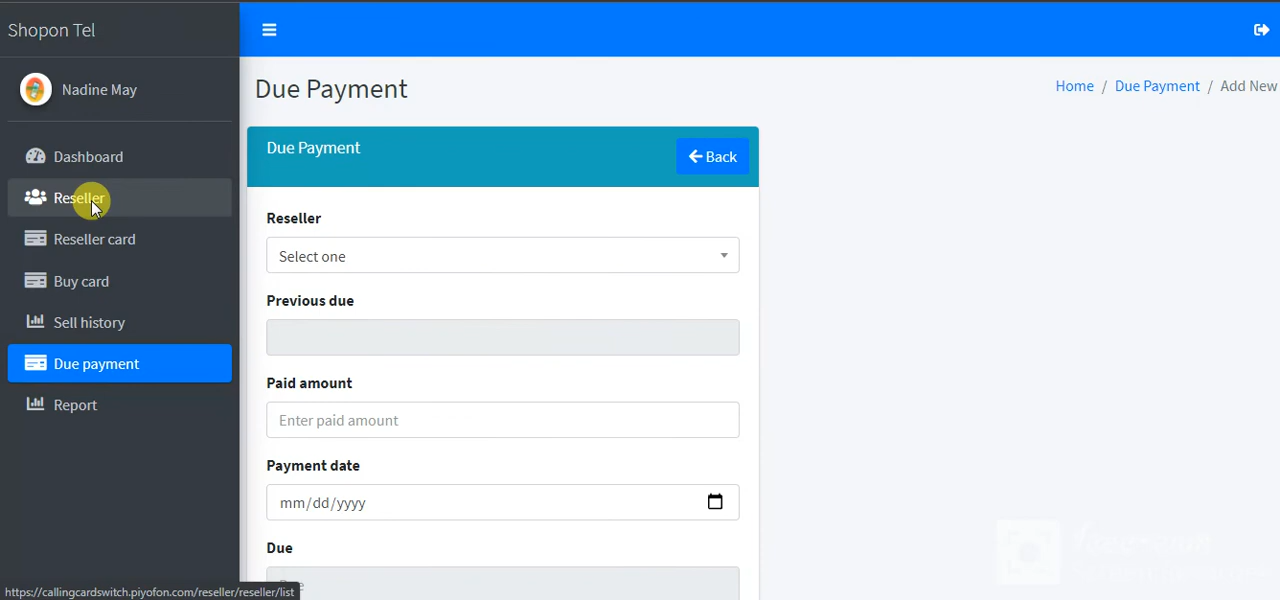 Shopon Tel
Nadine May
Dashboard
Reseller
Reseller card
Buy card
Sell history
Due payment
Report
Due Payment
Home / Due Payment / Add New
Due Payment
Back
Reseller
Select one
Previous due
Paid amount
Enter paid amount
Payment date
mm/dd/yyyy
Due
https://callingcardswitch.piyofon.com/reseller/reseller/list